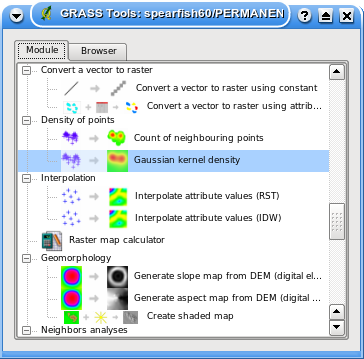 GRASS Tools: spearfish60/PERMANEN
Module Browser
Convert a vector to raster
Convert a vector to raster using constant
Convert a vector to raster using attrib...
Density of points
Count of neighbouring points
Gaussian kernel density
Interpolation
Interpolate attribute values (RST)
Interpolate attribute values (IDW)
Raster map calculator
Geomorphology
Generate slope map from DEM (digital el...
Generate aspect map from DEM (digital ...
Create shaded map
Neighbors analyses